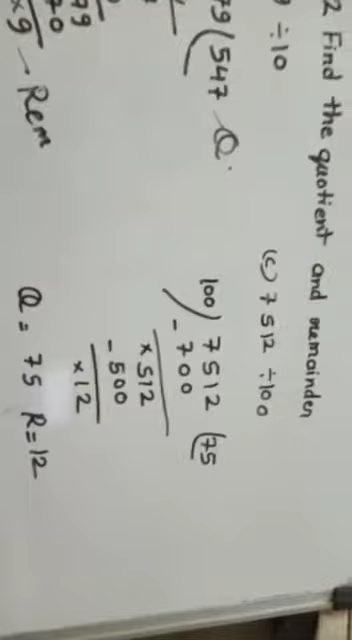 2 Find the quotient and remainder
÷10
79(547 Q.
79
70
×9 → Rem
(c) 7512 ÷100
100) 7512 (75
- 700
×512
- 500
×12
Q = 75 R = 12